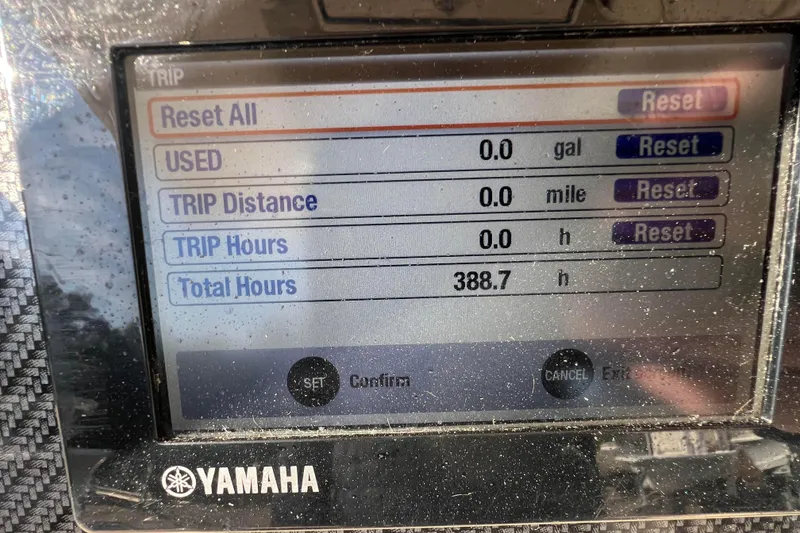 TRIP
Reset All Reset
USED 0.0 gal Reset
TRIP Distance 0.0 mile Reset
TRIP Hours 0.0 h Reset
Total Hours 388.7 h
SET Confirm CANCEL
YAMAHA